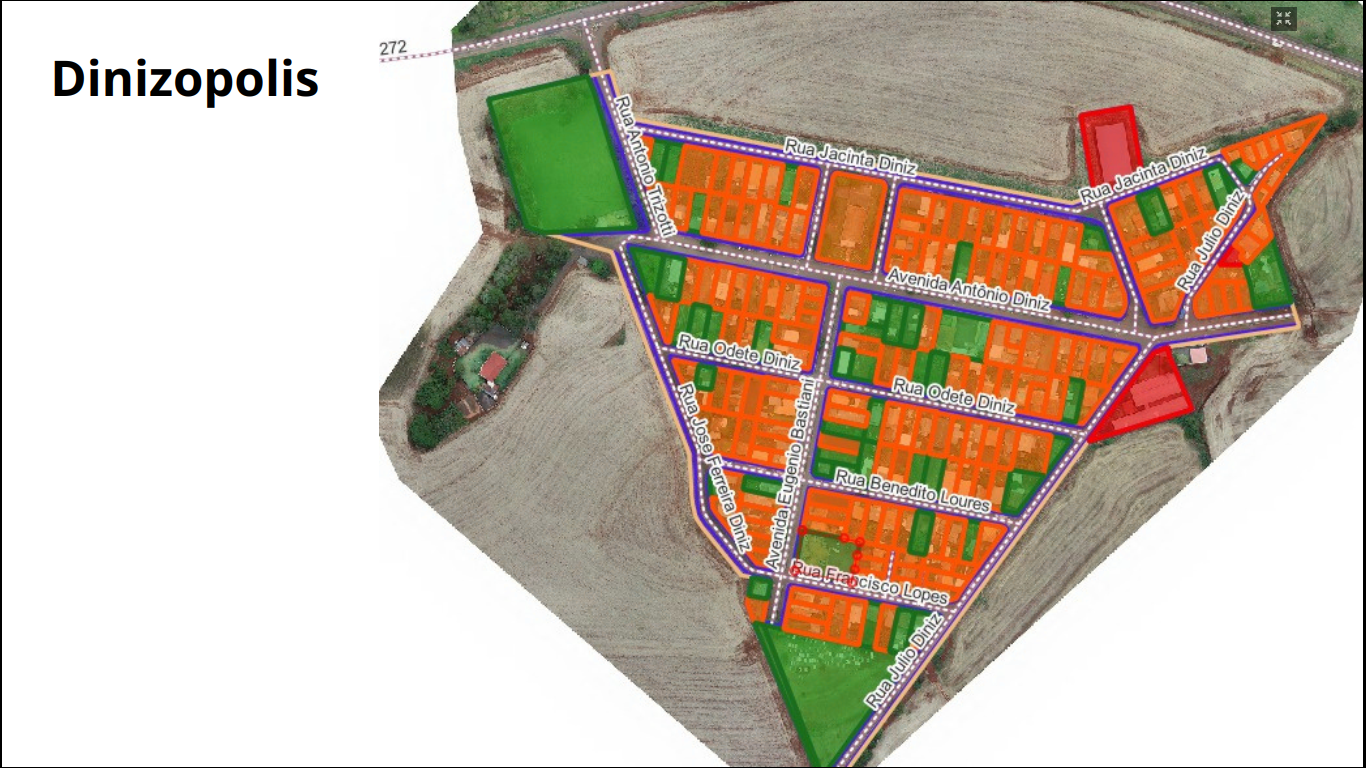 272
Dinizopolis
Rua Antonio Trizotti
Rua Jacinta Diniz
Rua Jacinta Diniz
Rua Julio Diniz
Avenida Antônio Diniz
Rua Odete Diniz
Rua Odete Diniz
Rua Jose Ferreira Diniz
Avenida Eugenio Bastiani
Rua Benedito Loures
Rua Francisco Lopes
Rua Julio Diniz